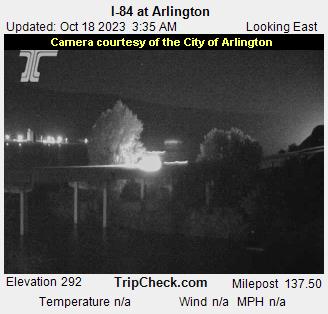 I-84 at Arlington
Updated: Oct 18 2023 3:35 AM Looking East
Camera courtesy of the City of Arlington
Elevation 292 TripCheck.com Milepost 137.50
Temperature n/a Wind n/a MPH n/a